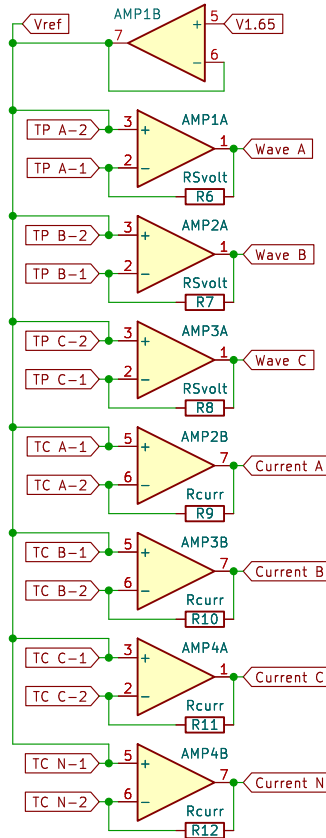 AMP1B
Vref
7
5
V1.65
6
AMP1A
TP A-2
3
1
Wave A
TP A-1
2
RSvolt
R6
AMP2A
TP B-2
3
1
Wave B
TP B-1
2
RSvolt
R7
AMP3A
TP C-2
3
1
Wave C
TP C-1
2
RSvolt
R8
AMP2B
TC A-1
5
7
Current A
TC A-2
6
Rcurr
R9
AMP3B
TC B-1
5
7
Current B
TC B-2
6
Rcurr
R10
AMP4A
TC C-1
3
1
Current C
TC C-2
2
Rcurr
R11
AMP4B
TC N-1
5
7
Current N
TC N-2
6
Rcurr
R12